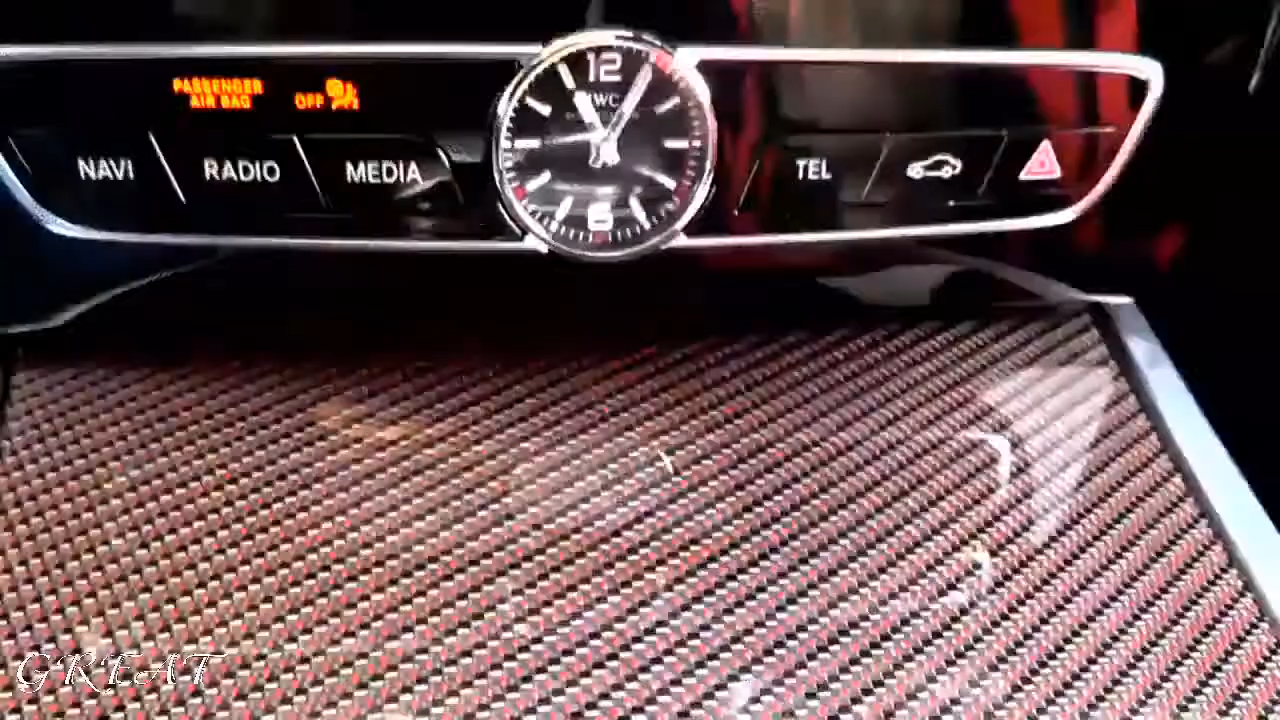 PASSENGER
AIR BAG
OFF
12
IWC
NAVI
RADIO
MEDIA
TEL
6
GREAT